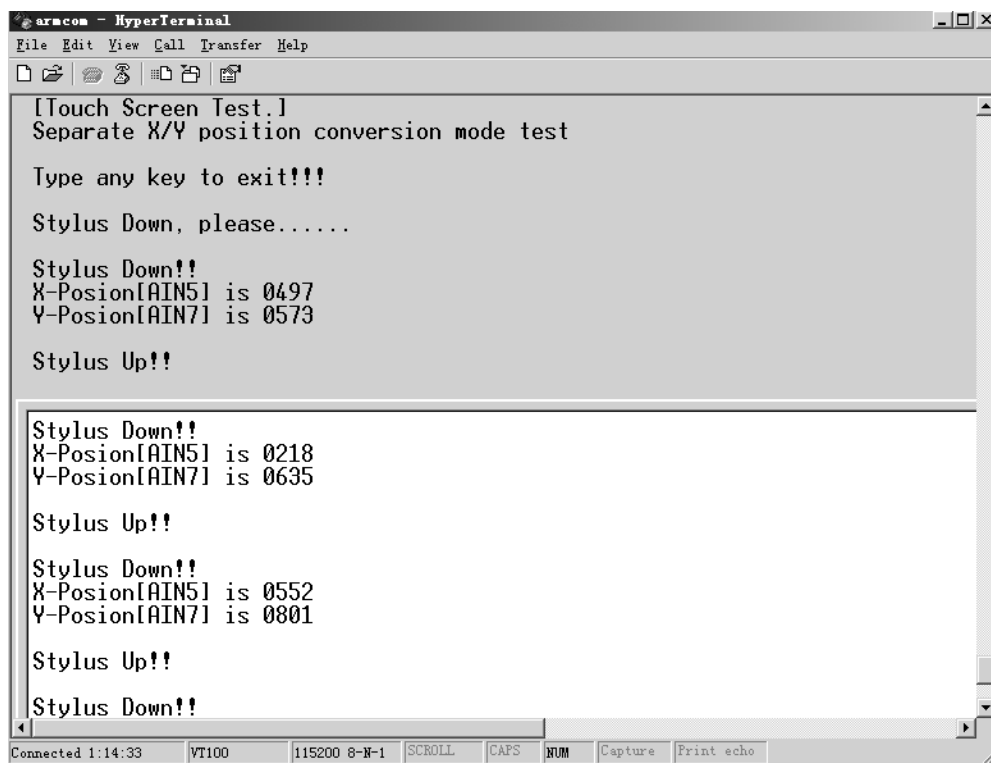 armcom - HyperTerminal
File Edit View Call Transfer Help
[Touch Screen Test.]
Separate X/Y position conversion mode test
Type any key to exit!!!
Stylus Down, please......
Stylus Down!!
X-Posion[AIN5] is 0497
Y-Posion[AIN7] is 0573
Stylus Up!!
Stylus Down!!
X-Posion[AIN5] is 0218
Y-Posion[AIN7] is 0635
Stylus Up!!
Stylus Down!!
X-Posion[AIN5] is 0552
Y-Posion[AIN7] is 0801
Stylus Up!!
Stylus Down!!
Connected 1:14:33 VT100 115200 8-N-1 SCROLL CAPS NUM Capture Print echo